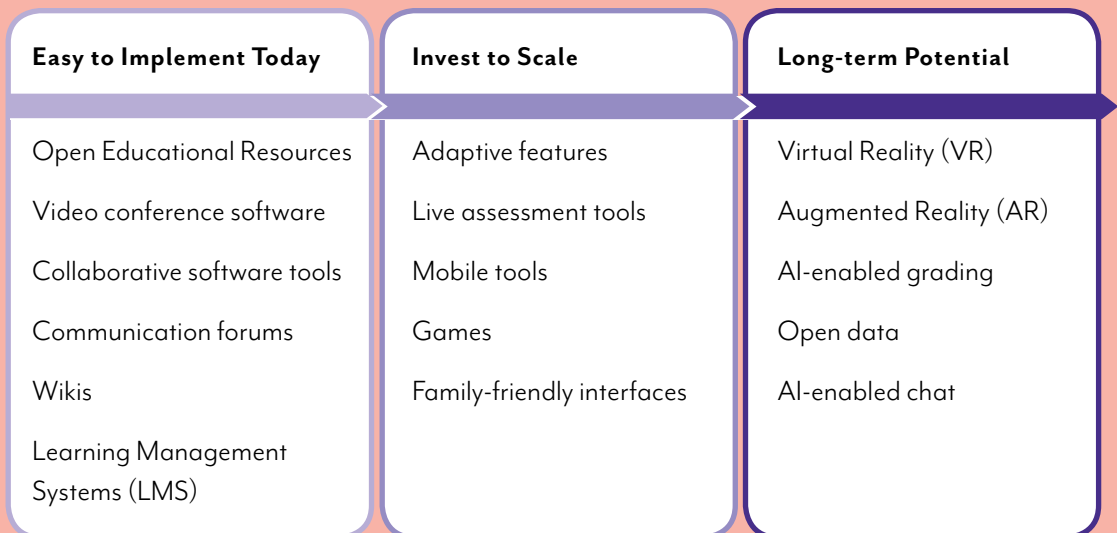 Easy to Implement Today
Open Educational Resources
Video conference software
Collaborative software tools
Communication forums
Wikis
Learning Management
Systems (LMS)
Invest to Scale
Adaptive features
Live assessment tools
Mobile tools
Games
Family-friendly interfaces
Long-term Potential
Virtual Reality (VR)
Augmented Reality (AR)
AI-enabled grading
Open data
AI-enabled chat